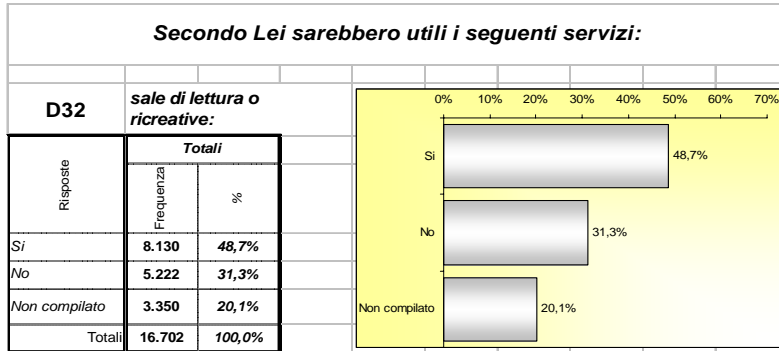 Secondo Lei sarebbero utili i seguenti servizi:
D32
sale di lettura o
ricreative:
Risposte
Totali
Frequenza
%
Si 8.130 48,7%
No 5.222 31,3%
Non compilato 3.350 20,1%
Totali 16.702 100,0%
0% 10% 20% 30% 40% 50% 60% 70%
Si 48,7%
No 31,3%
Non compilato 20,1%